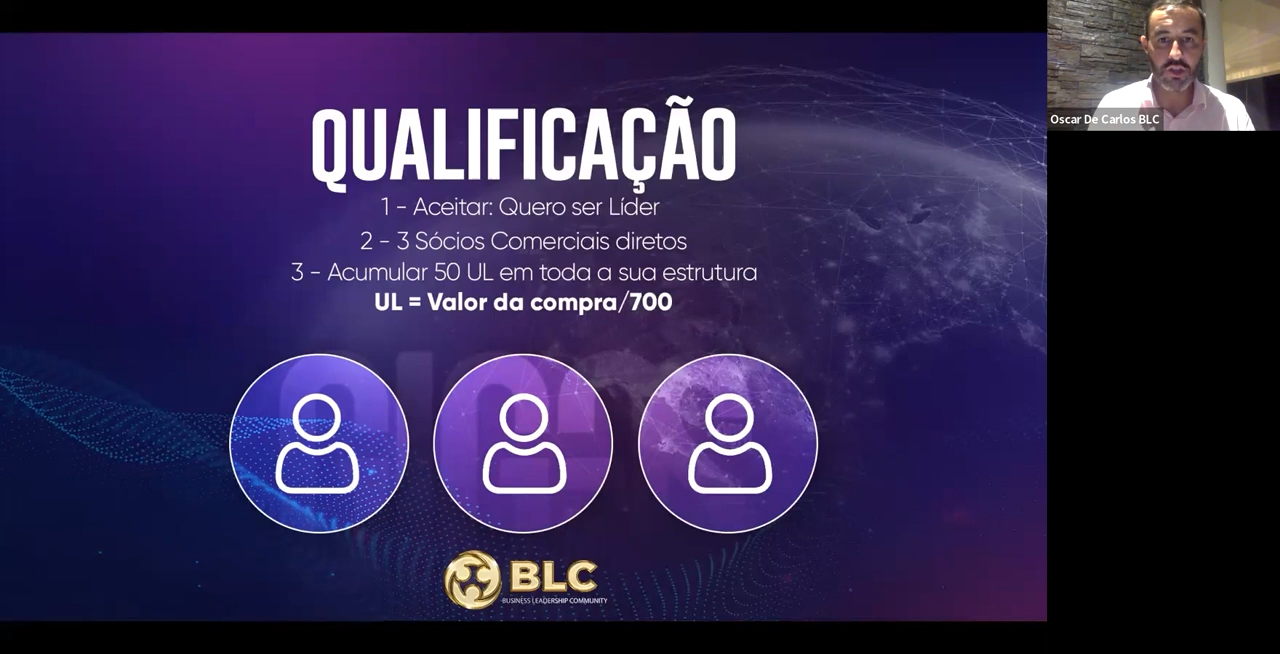 QUALIFICAÇÃO
1 - Aceitar: Quero ser Líder
2 - 3 Sócios Comerciais diretos
3 - Acumular 50 UL em toda a sua estrutura
UL = Valor da compra/700
BLC
BUSINESS LEADERSHIP COMMUNITY
Oscar De Carlos BLC